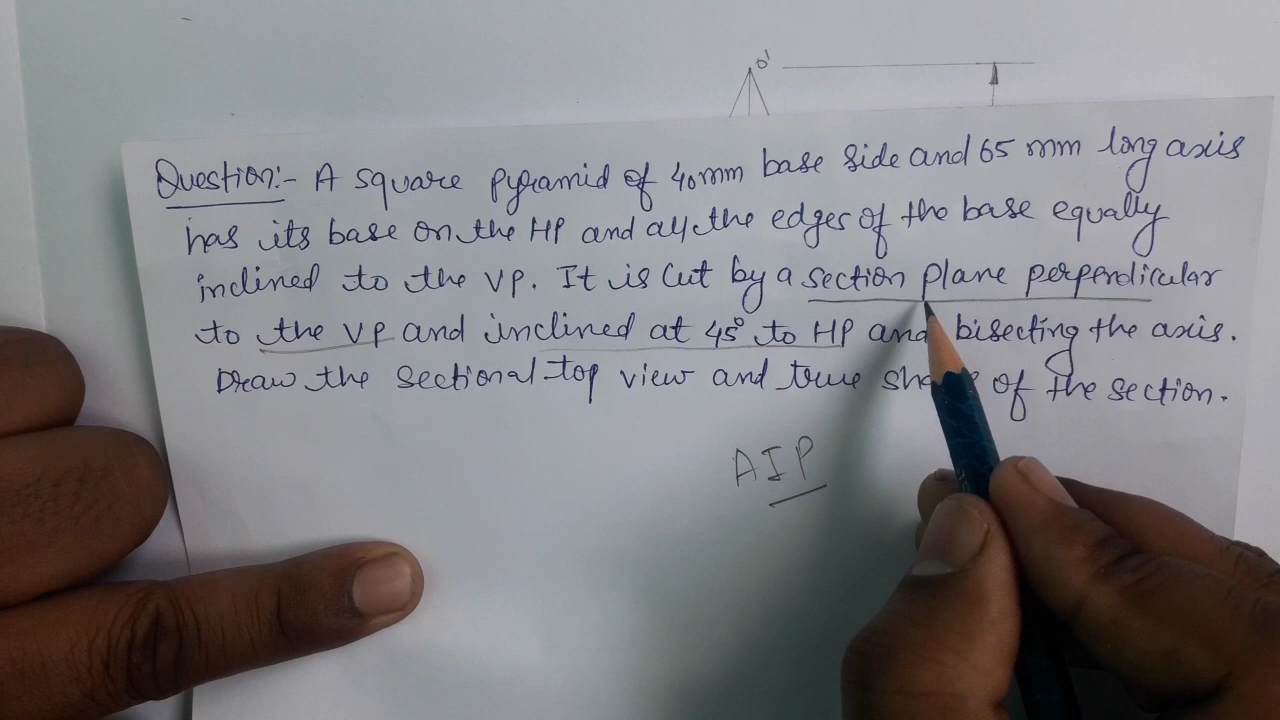 o'
Question:- A square pyramid of 40mm base side and 65 mm long axis
has its base on the HP and all the edges of the base equally
inclined to the VP. It is cut by a section plane perpendicular
to the VP and inclined at 45° to HP and bisecting the axis.
Draw the sectional top view and true of the section.
AIP